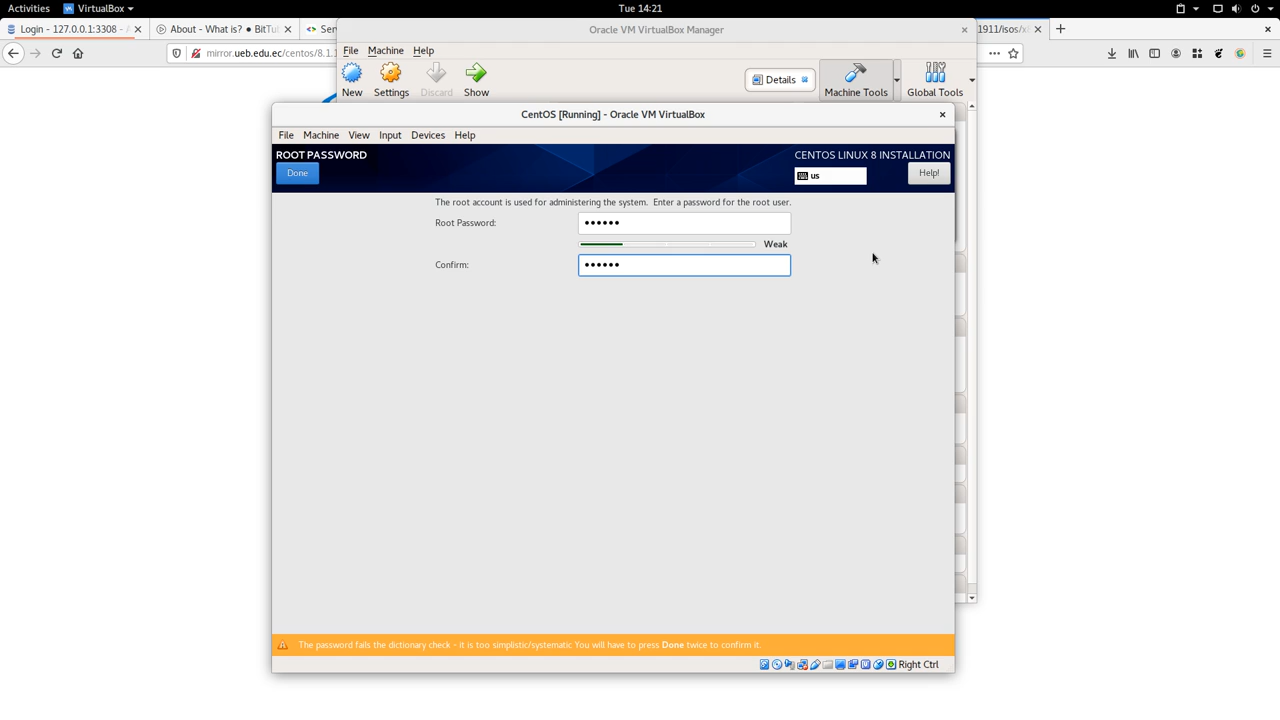 Activities VirtualBox Tue 14:21
Login - 127.0.0.1:3308 - About - What is? ● BitTu Serv 1911/isos/x8
mirror.ueb.edu.ec/centos/8.1.1
Oracle VM VirtualBox Manager
File Machine Help
New Settings Discard Show Details Machine Tools Global Tools
CentOS [Running] - Oracle VM VirtualBox
File Machine View Input Devices Help
ROOT PASSWORD CENTOS LINUX 8 INSTALLATION
Done us Help!
The root account is used for administering the system. Enter a password for the root user.
Root Password: ●●●●●●
Weak
Confirm: ●●●●●●
The password fails the dictionary check - it is too simplistic/systematic You will have to press Done twice to confirm it.
Right Ctrl